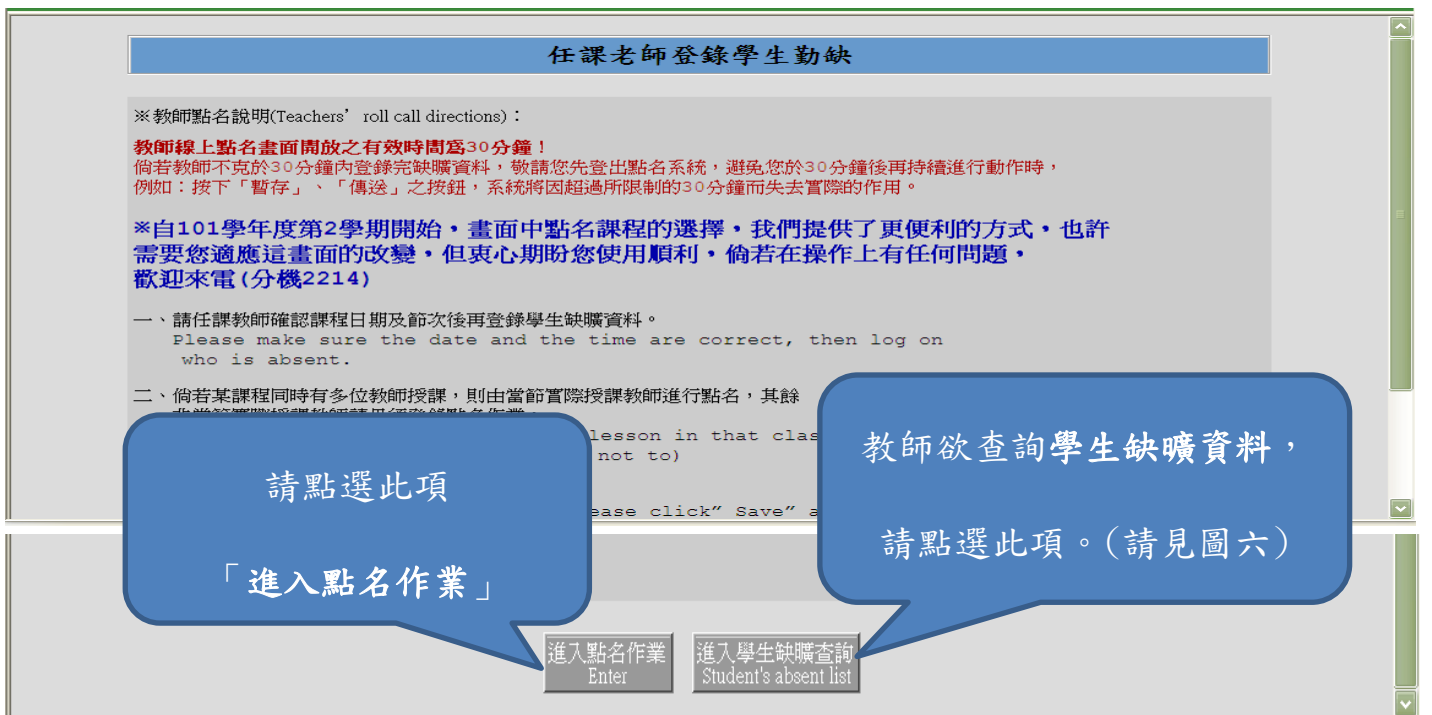 任課老師登錄學生勤缺
※教師點名說明(Teachers’ roll call directions)：
教師線上點名畫面開放之有效時間為30分鐘！
倘若教師不克於30分鐘內登錄完缺曠資料，敬請您先登出點名系統，避免您於30分鐘後再持續進行動作時，
例如：按下「暫存」、「傳送」之按鈕，系統將因超過所限制的30分鐘而失去實際的作用。
※自101學年度第2學期開始，畫面中點名課程的選擇，我們提供了更便利的方式，也許
需要您適應這畫面的改變，但衷心期盼您使用順利，倘若在操作上有任何問題，
歡迎來電(分機2214)
一、請任課教師確認課程日期及節次後再登錄學生缺曠資料。
Please make sure the date and the time are correct, then log on
who is absent.
二、倘若某課程同時有多位教師授課，則由當節實際授課教師進行點名，其餘
lesson in that clas
not to)
ease click” Save” a
請點選此項
「進入點名作業」
教師欲查詢學生缺曠資料，
請點選此項。(請見圖六)
進入點名作業
Enter
進入學生缺曠查詢
Student's absent list